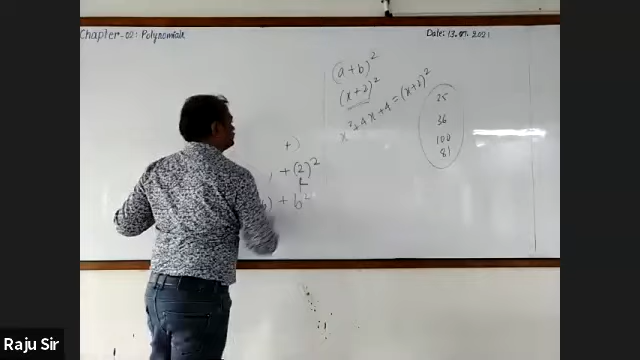 Chapter-02: Polynomials
Date: 13.07.2021
(a+b)²
(x+2)²
x²+4x+4=(x+2)²
25
36
100
81
+)
+(2)²
) + b²
Raju Sir